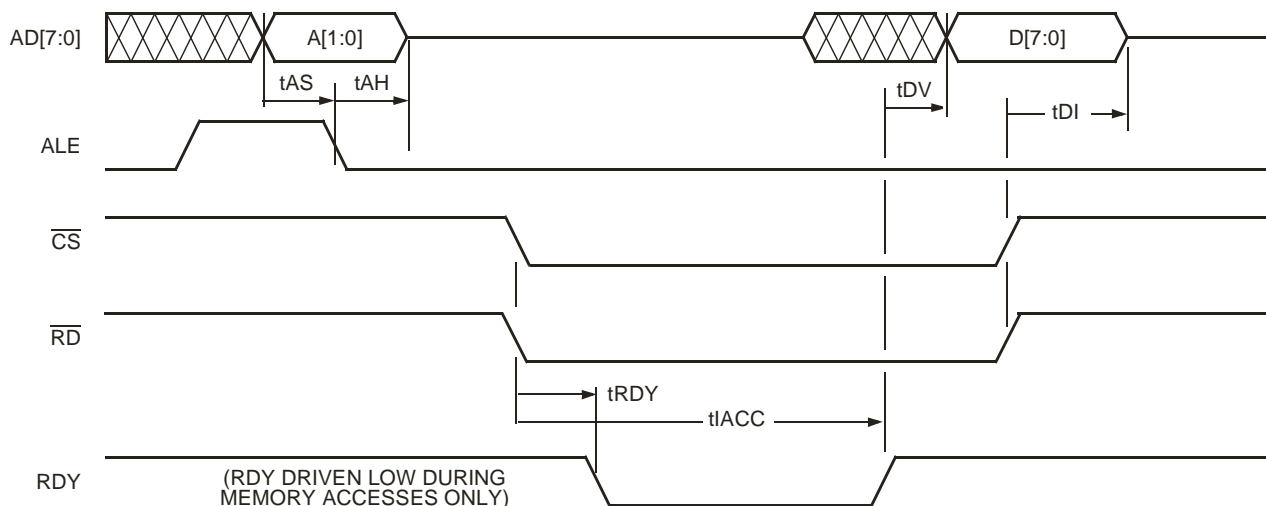 AD[7:0]
A[1:0]
D[7:0]
tAS
tAH
tDV
tDI
ALE
CS
RD
tRDY
tIACC
RDY
(RDY DRIVEN LOW DURING
MEMORY ACCESSES ONLY)